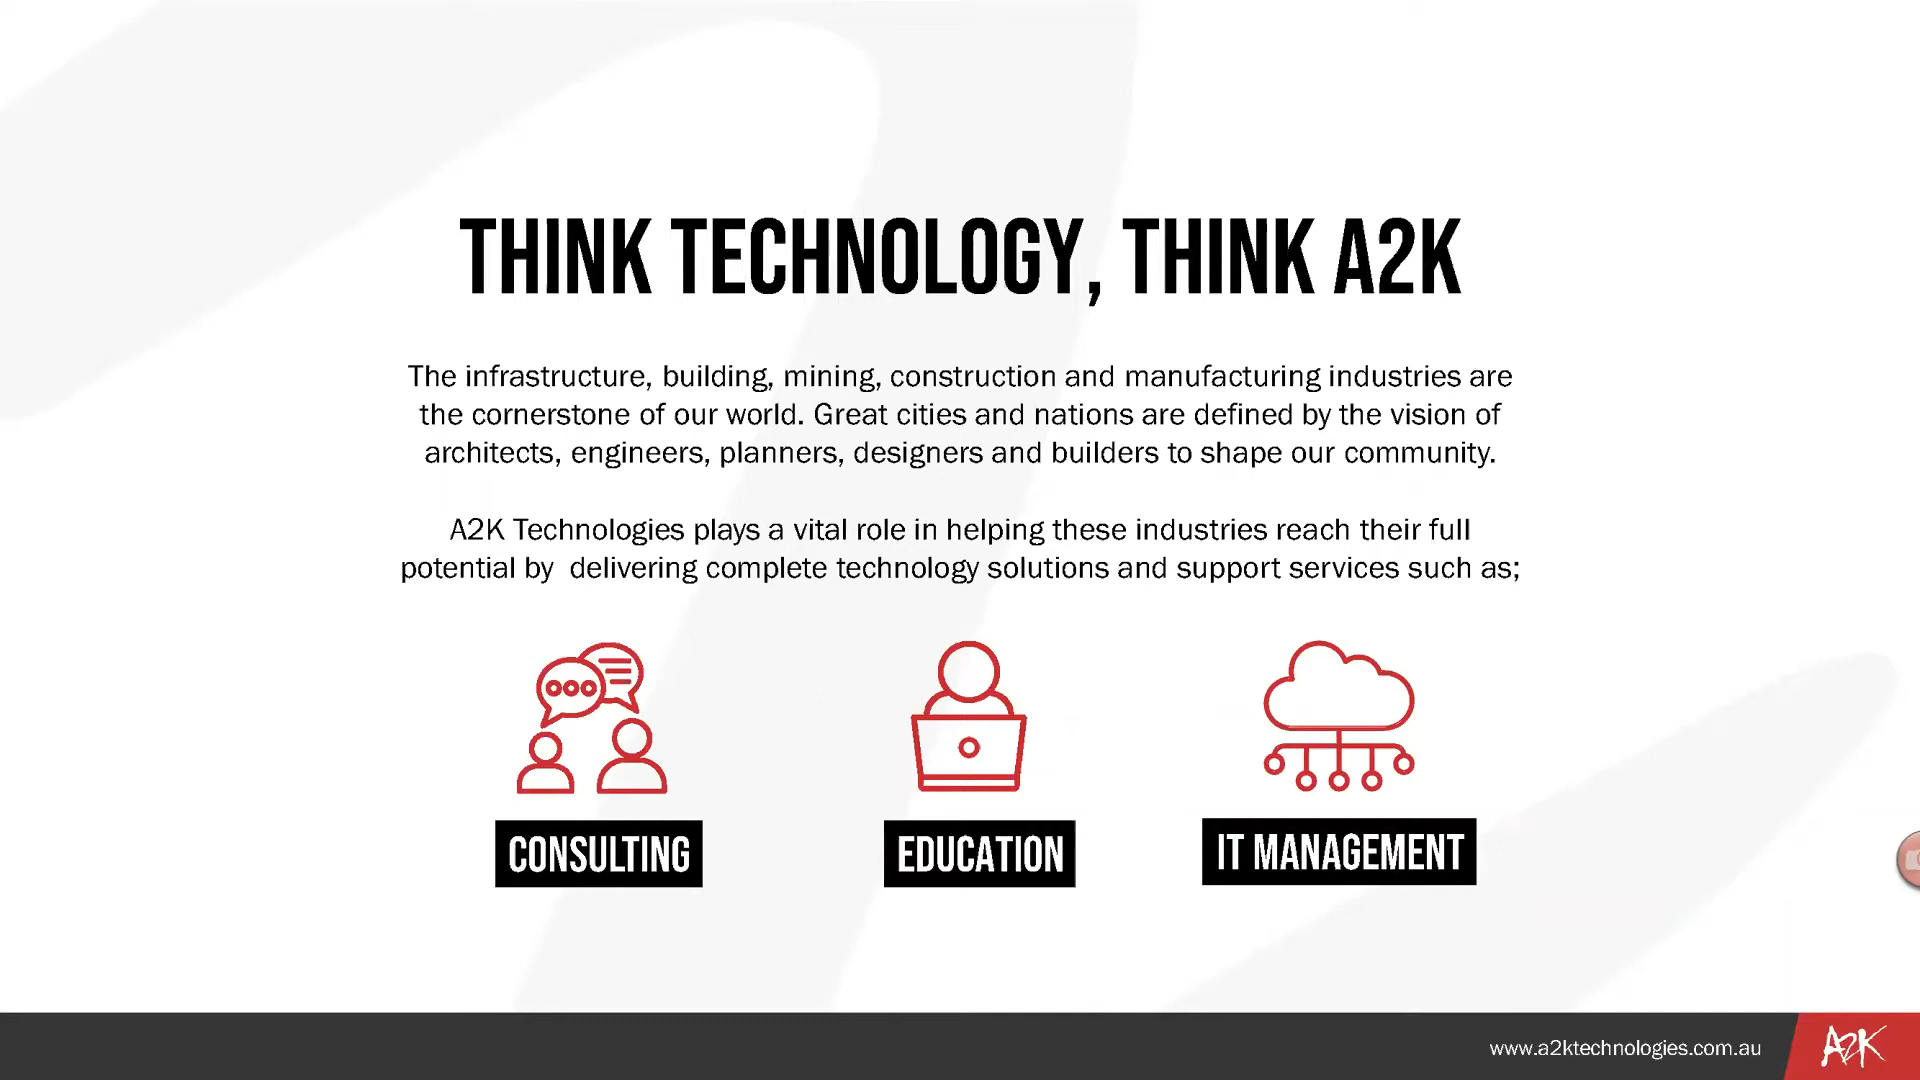 THINK TECHNOLOGY, THINK A2K
The infrastructure, building, mining, construction and manufacturing industries are
the cornerstone of our world. Great cities and nations are defined by the vision of
architects, engineers, planners, designers and builders to shape our community.
A2K Technologies plays a vital role in helping these industries reach their full
potential by  delivering complete technology solutions and support services such as;
CONSULTING
EDUCATION
IT MANAGEMENT
www.a2ktechnologies.com.au
A2K